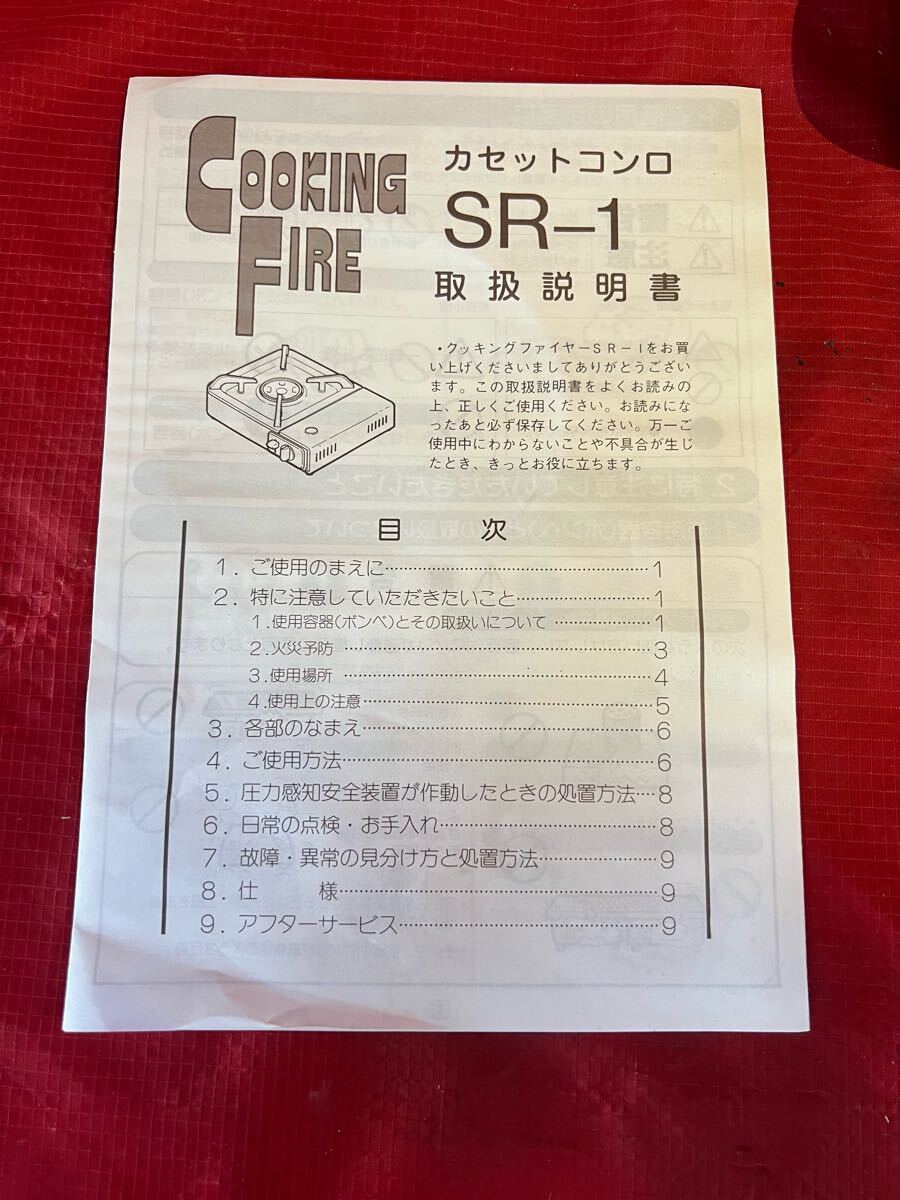 COOKING
FIRE
カセットコンロ
SR-1
取扱説明書
・クッキングファイヤーSR-1をお買
い上げくださいましてありがとうござい
ます。この取扱説明書をよくお読みの
上、正しくご使用ください。お読みにな
ったあと必ず保存してください。万一ご
使用中にわからないことや不具合が生じ
たとき、きっとお役に立ちます。
目 次
1. ご使用のまえに……………………………………1
2. 特に注意していただきたいこと…………………1
1.使用容器(ボンベ)とその取扱いについて……………1
2.火災予防……………………………………………3
3.使用場所……………………………………………4
4.使用上の注意………………………………………5
3. 各部のなまえ………………………………………6
4. ご使用方法…………………………………………6
5. 圧力感知安全装置が作動したときの処置方法…8
6. 日常の点検・お手入れ……………………………8
7. 故障・異常の見分け方と処置方法………………9
8. 仕 様……………………………………………9
9. アフターサービス…………………………………9